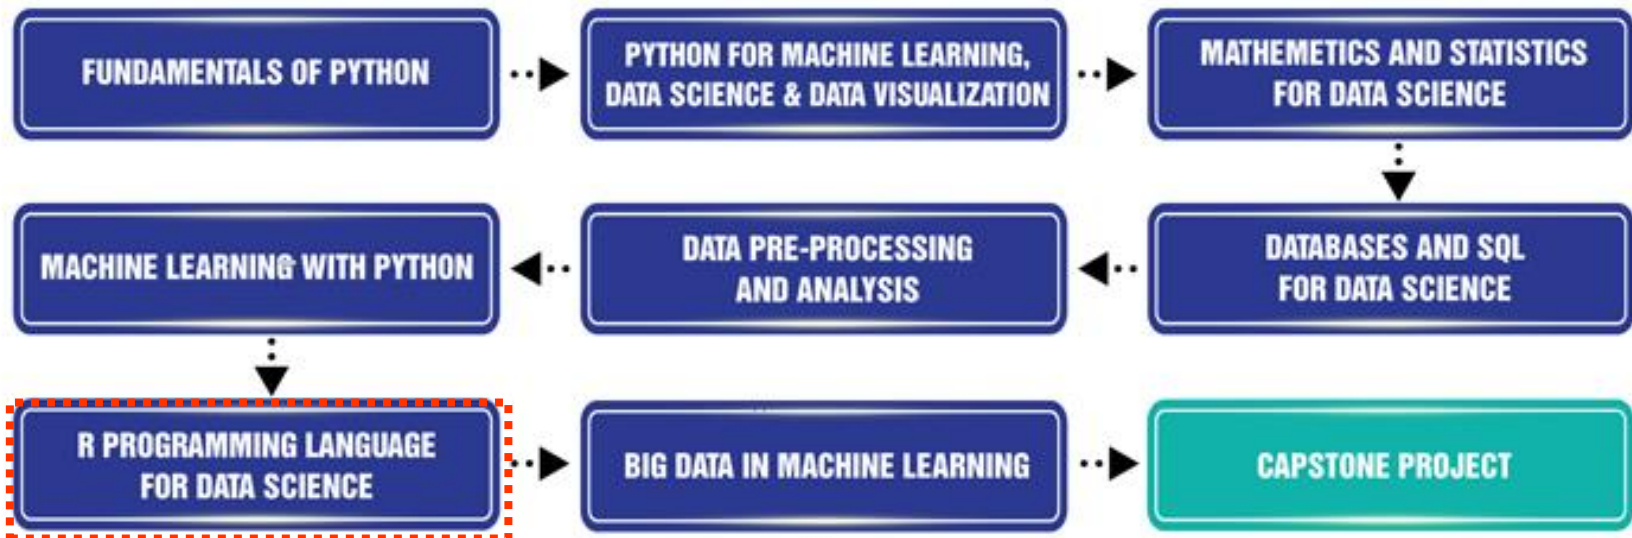 FUNDAMENTALS OF PYTHON
PYTHON FOR MACHINE LEARNING,
DATA SCIENCE & DATA VISUALIZATION
MATHEMETICS AND STATISTICS
FOR DATA SCIENCE
DATABASES AND SQL
FOR DATA SCIENCE
DATA PRE-PROCESSING
AND ANALYSIS
MACHINE LEARNING WITH PYTHON
R PROGRAMMING LANGUAGE
FOR DATA SCIENCE
BIG DATA IN MACHINE LEARNING
CAPSTONE PROJECT